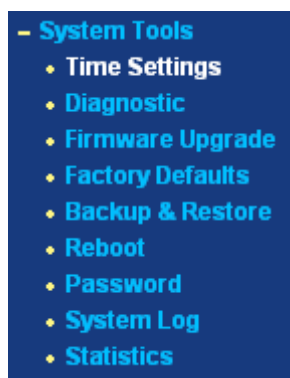 – System Tools
• Time Settings
• Diagnostic
• Firmware Upgrade
• Factory Defaults
• Backup & Restore
• Reboot
• Password
• System Log
• Statistics